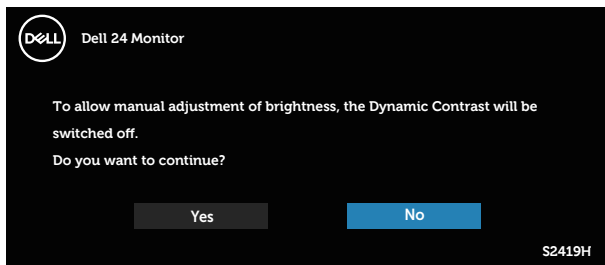 DELL
Dell 24 Monitor
To allow manual adjustment of brightness, the Dynamic Contrast will be
switched off.
Do you want to continue?
Yes No
S2419H